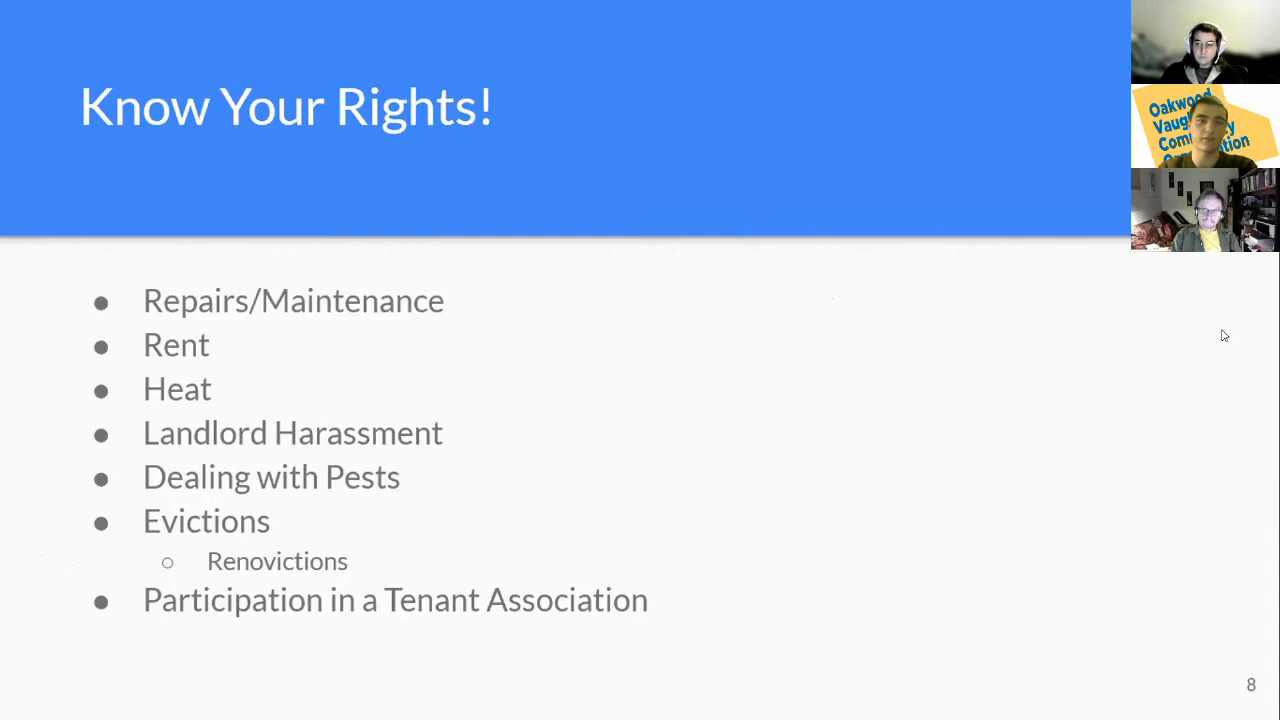 Know Your Rights!
Oakwood
Repairs/Maintenance
Rent
Heat
Landlord Harassment
Dealing with Pests
Evictions
Renovictions
Participation in a Tenant Association
8